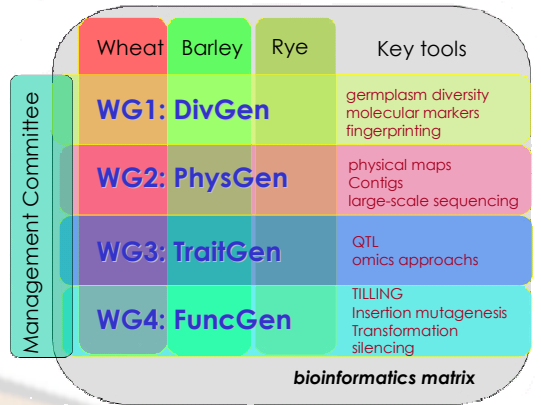 Wheat Barley Rye Key tools
Management Committee
WG1: DivGen
germplasm diversity
molecular markers
fingerprinting
WG2: PhysGen
physical maps
Contigs
large-scale sequencing
WG3: TraitGen
QTL
omics approachs
WG4: FuncGen
TILLING
Insertion mutagenesis
Transformation
silencing
bioinformatics matrix